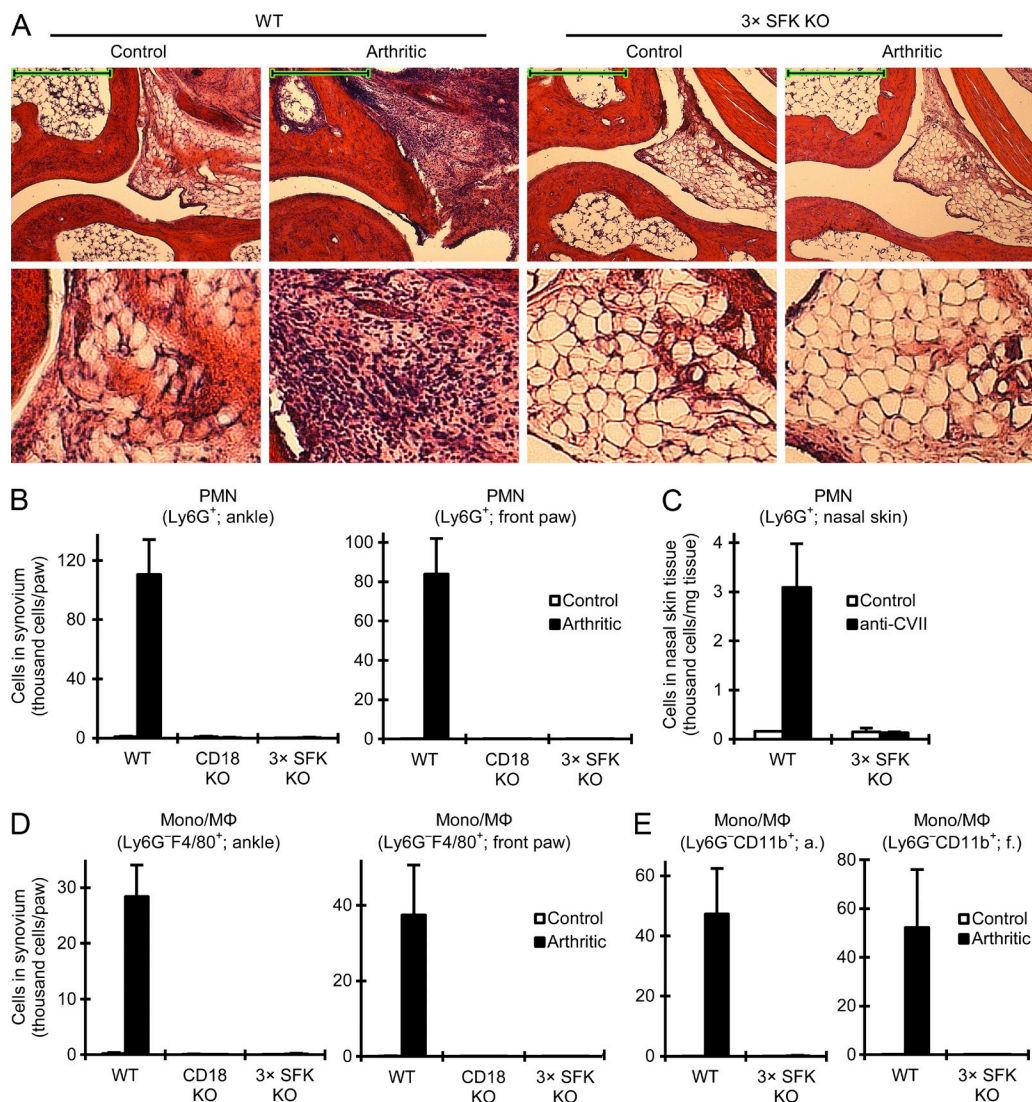 A
WT
3× SFK KO
Control
Arthritic
Control
Arthritic
B
PMN
(Ly6G⁺; ankle)
Cells in synovium
(thousand cells/paw)
120
80
40
0
WT
CD18
KO
3× SFK
KO
PMN
(Ly6G⁺; front paw)
100
80
60
40
20
0
Control
Arthritic
WT
CD18
KO
3× SFK
KO
C
PMN
(Ly6G⁺; nasal skin)
Cells in nasal skin tissue
(thousand cells/mg tissue)
4
3
2
1
0
Control
anti-CVII
WT
3× SFK
KO
D
Mono/MΦ
(Ly6G⁻F4/80⁺; ankle)
Cells in synovium
(thousand cells/paw)
30
20
10
0
WT
CD18
KO
3× SFK
KO
Mono/MΦ
(Ly6G⁻F4/80⁺; front paw)
40
20
0
Control
Arthritic
WT
CD18
KO
3× SFK
KO
E
Mono/MΦ
(Ly6G⁻CD11b⁺; a.)
60
40
20
0
WT
3× SFK
KO
Mono/MΦ
(Ly6G⁻CD11b⁺; f.)
80
60
40
20
0
Control
Arthritic
WT
3× SFK
KO